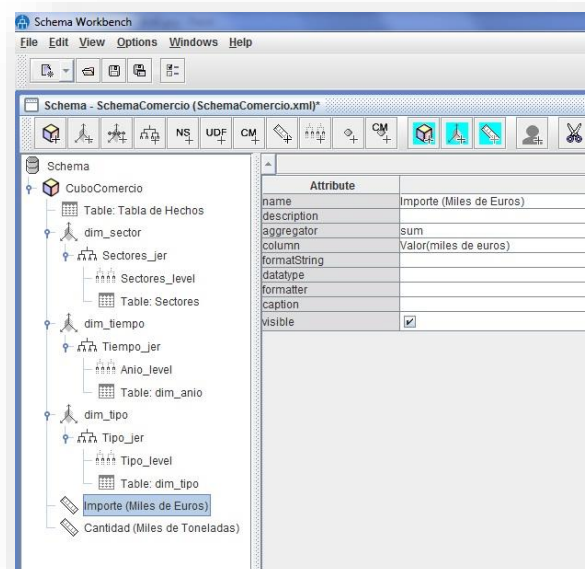 Schema Workbench
File Edit View Options Windows Help
Schema - SchemaComercio (SchemaComercio.xml)*
NS UDF CM CM
Schema
CuboComercio
Table: Tabla de Hechos
dim_sector
Sectores_jer
Sectores_level
Table: Sectores
dim_tiempo
Tiempo_jer
Anio_level
Table: dim_anio
dim_tipo
Tipo_jer
Tipo_level
Table: dim_tipo
Importe (Miles de Euros)
Cantidad (Miles de Toneladas)
Attribute
name Importe (Miles de Euros)
description
aggregator sum
column Valor(miles de euros)
formatString
datatype
formatter
caption
visible